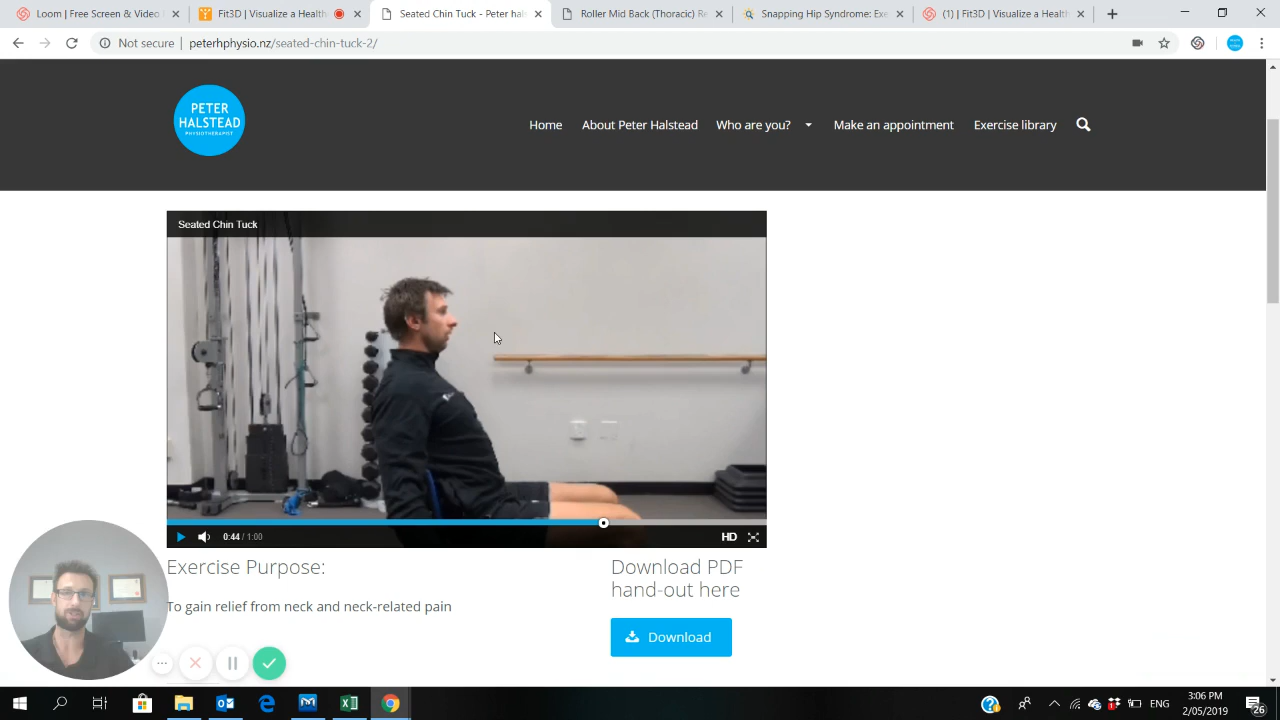 Loom | Free Screen & Video
Fit3D | Visualize a Health
Seated Chin Tuck - Peter hals
Roller Mid Back (Thoracic) Re
Snapping Hip Syndrome: Exe
(1) | Fit3D | Visualize a Health
Not secure | peterhphysio.nz/seated-chin-tuck-2/
PETER
HALSTEAD
PHYSIOTHERAPIST
Home
About Peter Halstead
Who are you?
Make an appointment
Exercise library
Seated Chin Tuck
0:44 / 1:00
HD
Exercise Purpose:
To gain relief from neck and neck-related pain
Download PDF
hand-out here
Download
ENG
3:06 PM
2/05/2019
26